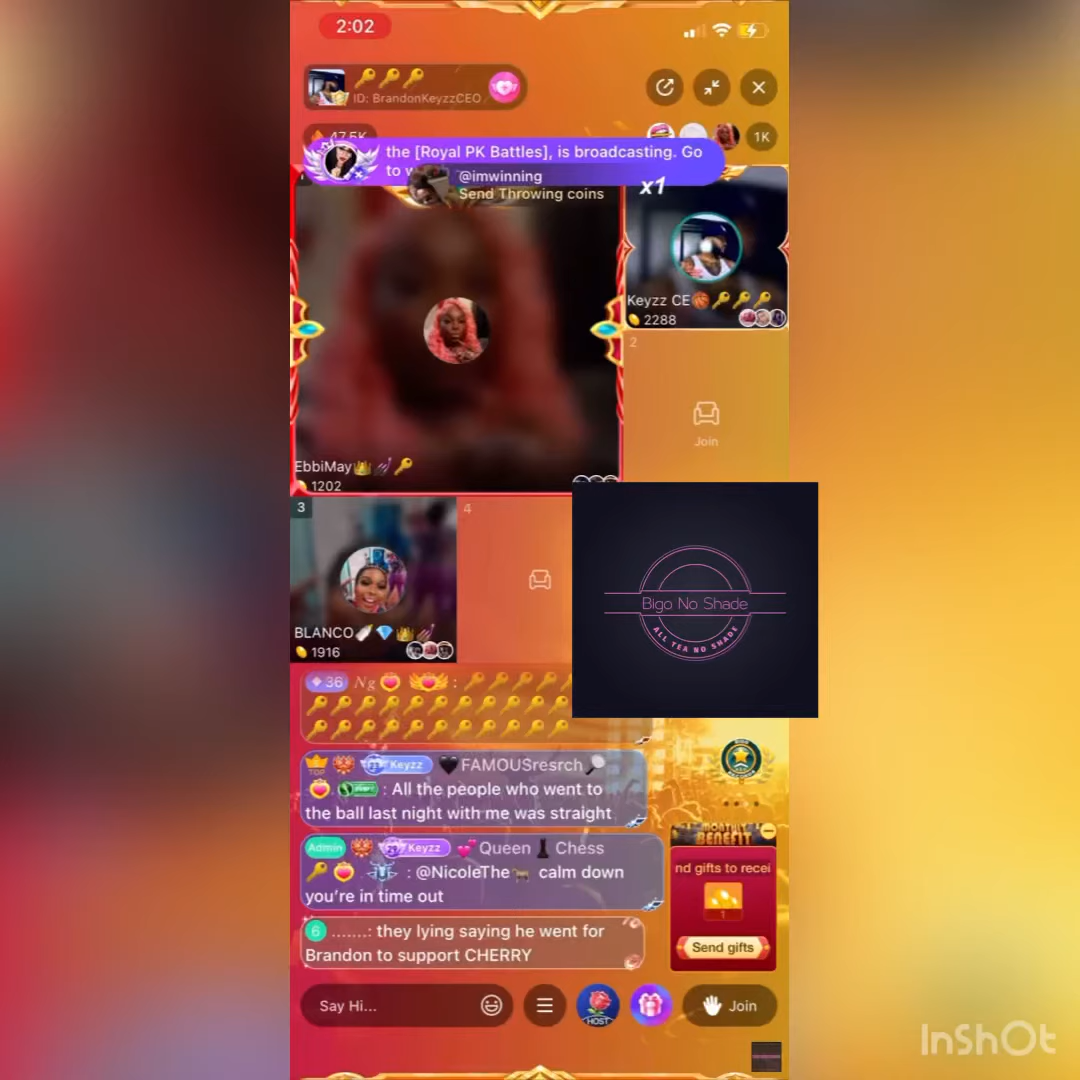 2:02
🔑🔑🔑
ID: BrandonKeyzzCEO
47.5K
1K
the [Royal PK Battles], is broadcasting. Go
to w
@imwinning
Send Throwing coins
x1
Keyzz CE🏀🔑🔑🔑
2288
2
Join
EbbiMay👑💅🔑
1202
3
4
BLANCO🍼💎👑💅
1916
Bigo No Shade
ALL TEA NO SHADE
36 Ng : 🔑🔑🔑🔑
🔑🔑🔑🔑🔑🔑🔑🔑🔑🔑🔑
🔑🔑🔑🔑🔑🔑🔑🔑🔑🔑🔑
TOP Keyzz 🖤FAMOUSresrch🔎
: All the people who went to
the ball last night with me was straight
Admin Keyzz 💕Queen♟Chess
🔑 : @NicoleThe🐆 calm down
you're in time out
6 .......: they lying saying he went for
Brandon to support CHERRY
MONTHLY
BENEFIT
nd gifts to recei
1
Send gifts
Say Hi...
HOST
Join
InShOt